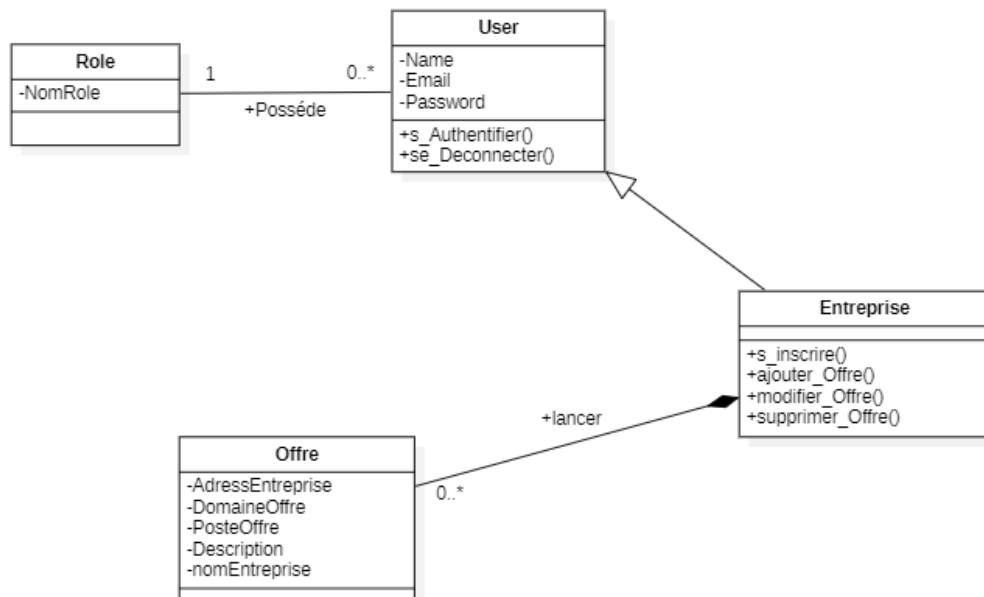 Role
-NomRole
1
0..*
+Posséde
User
-Name
-Email
-Password
+s_Authentifier()
+se_Deconnecter()
Entreprise
+s_inscrire()
+ajouter_Offre()
+modifier_Offre()
+supprimer_Offre()
+lancer
0..*
Offre
-AdressEntreprise
-DomaineOffre
-PosteOffre
-Description
-nomEntreprise